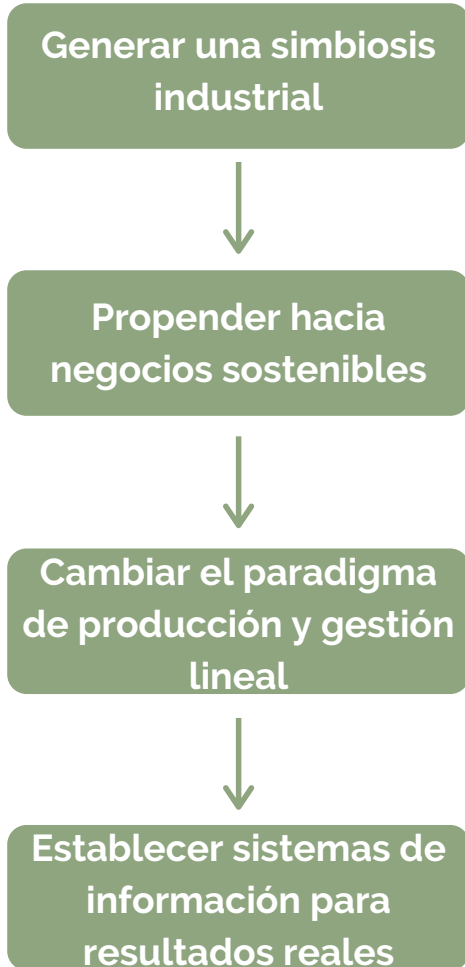 Generar una simbiosis
industrial
Propender hacia
negocios sostenibles
Cambiar el paradigma
de producción y gestión
lineal
Establecer sistemas de
información para
resultados reales